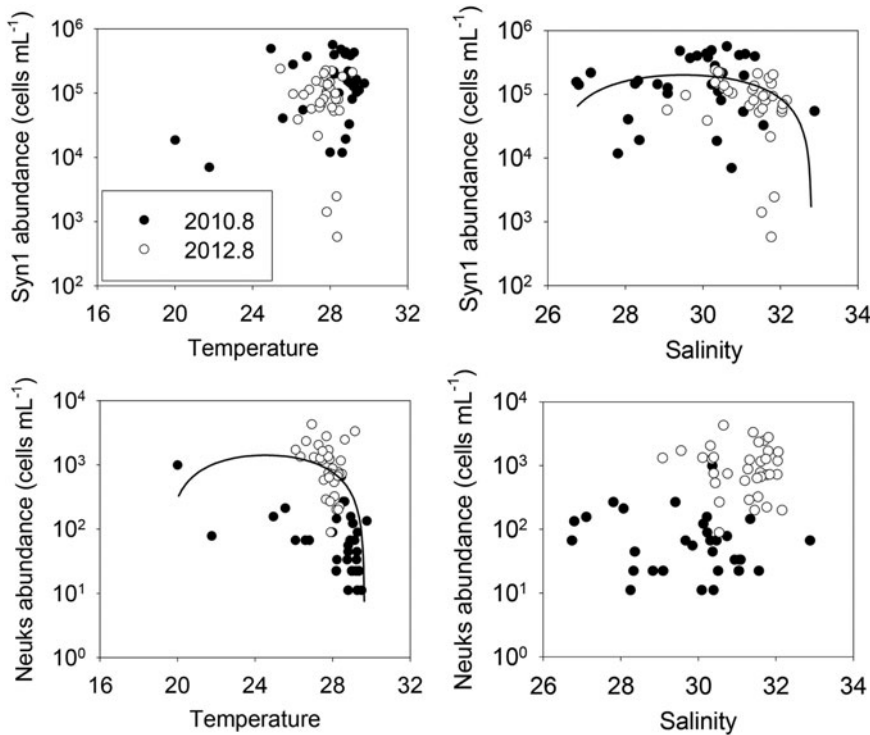 Syn1 abundance (cells mL⁻¹)
10⁶
10⁵
10⁴
10³
10²
2010.8
2012.8
16 20 24 28 32
Temperature
Syn1 abundance (cells mL⁻¹)
10⁶
10⁵
10⁴
10³
10²
26 28 30 32 34
Salinity
Neuks abundance (cells mL⁻¹)
10⁴
10³
10²
10¹
10⁰
16 20 24 28 32
Temperature
Neuks abundance (cells mL⁻¹)
10⁴
10³
10²
10¹
10⁰
26 28 30 32 34
Salinity